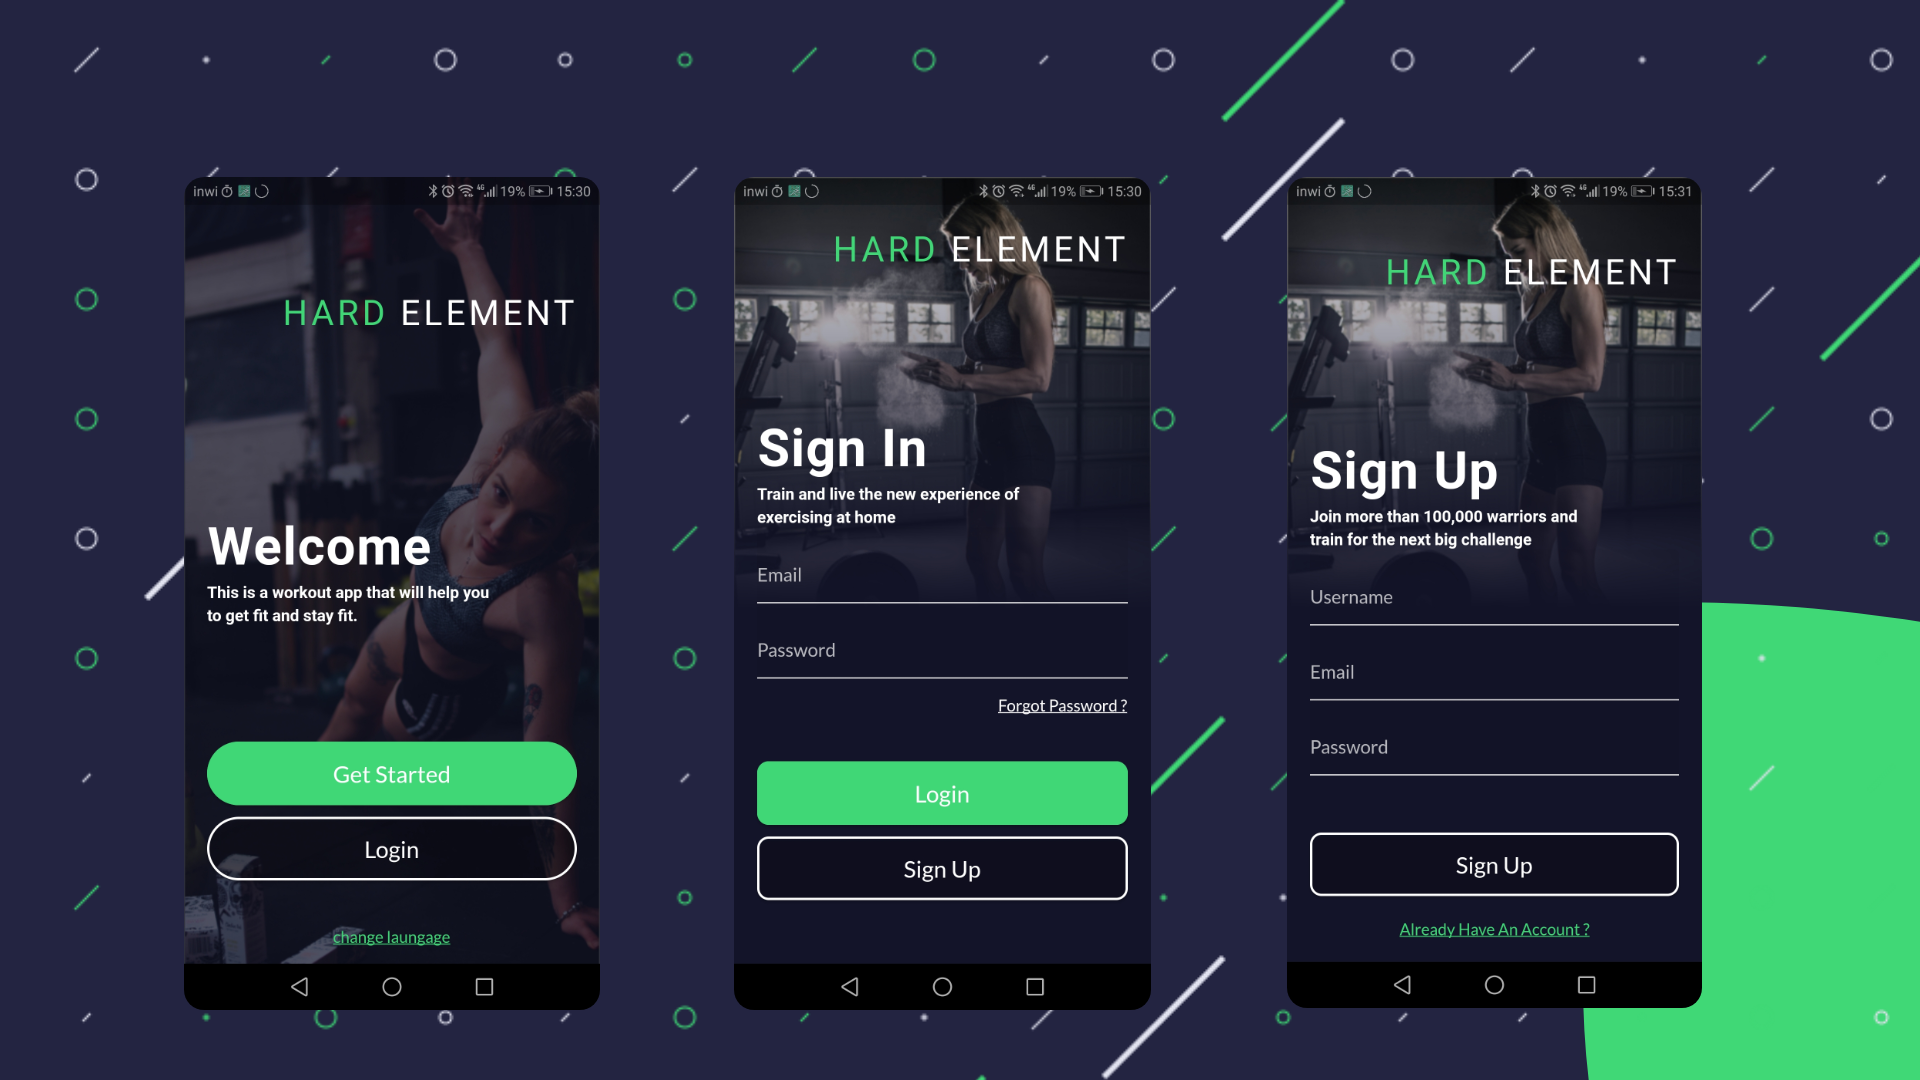 inwi 4G 19% 15:30
HARD ELEMENT
Welcome
This is a workout app that will help you
to get fit and stay fit.
Get Started
Login
change laungage
inwi 4G 19% 15:30
HARD ELEMENT
Sign In
Train and live the new experience of
exercising at home
Email
Password
Forgot Password ?
Login
Sign Up
inwi 4G 19% 15:31
HARD ELEMENT
Sign Up
Join more than 100,000 warriors and
train for the next big challenge
Username
Email
Password
Sign Up
Already Have An Account ?